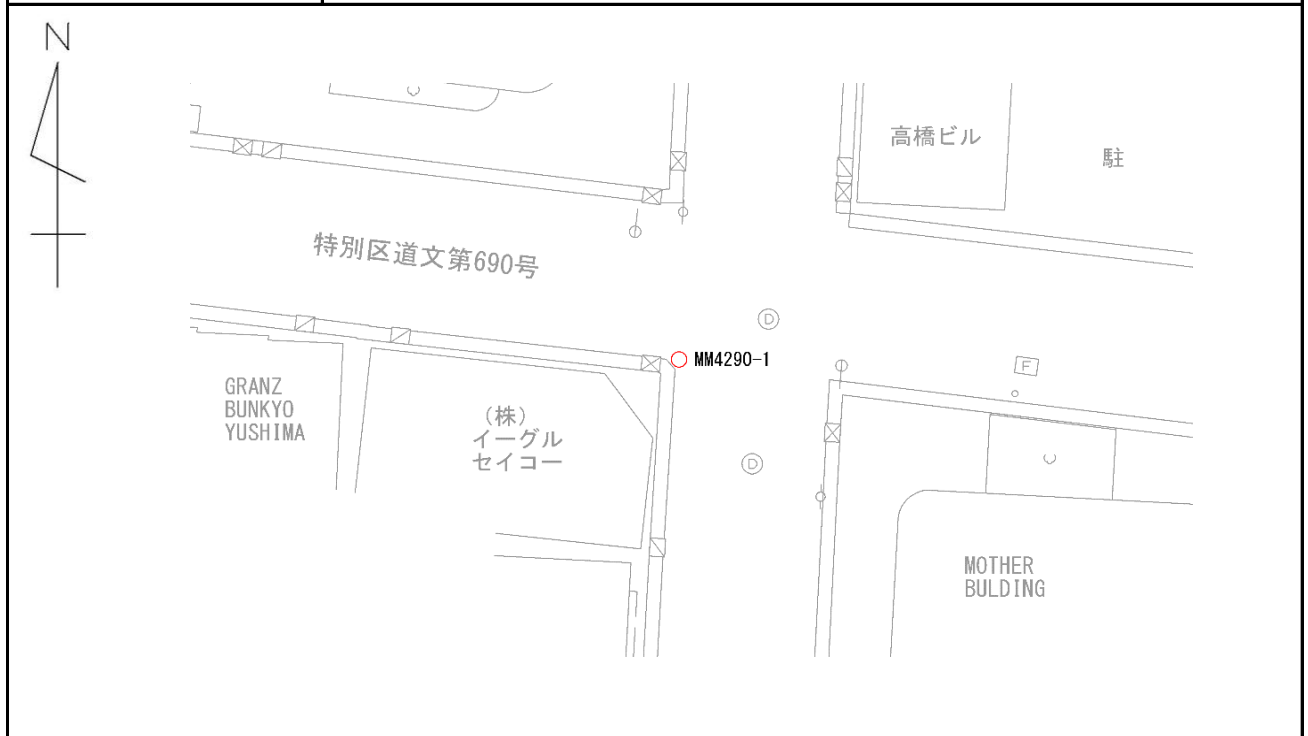 N
高橋ビル
駐
特別区道文第690号
D
MM4290-1
F
GRANZ
BUNKYO
YUSHIMA
(株)
イーグル
セイコー
D
MOTHER
BULDING